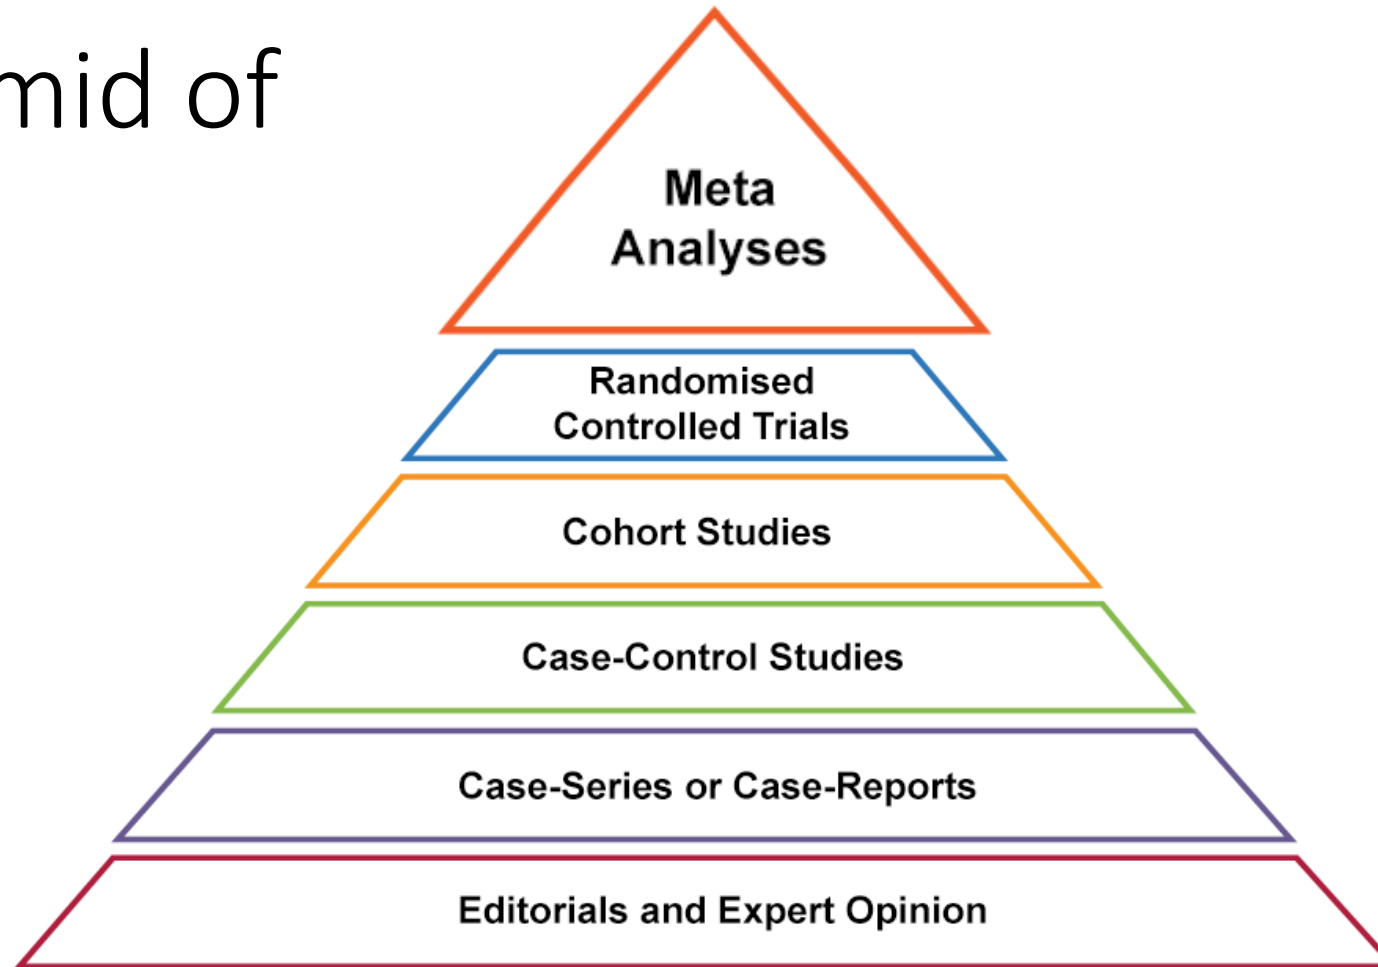 mid of
Meta
Analyses
Randomised
Controlled Trials
Cohort Studies
Case-Control Studies
Case-Series or Case-Reports
Editorials and Expert Opinion